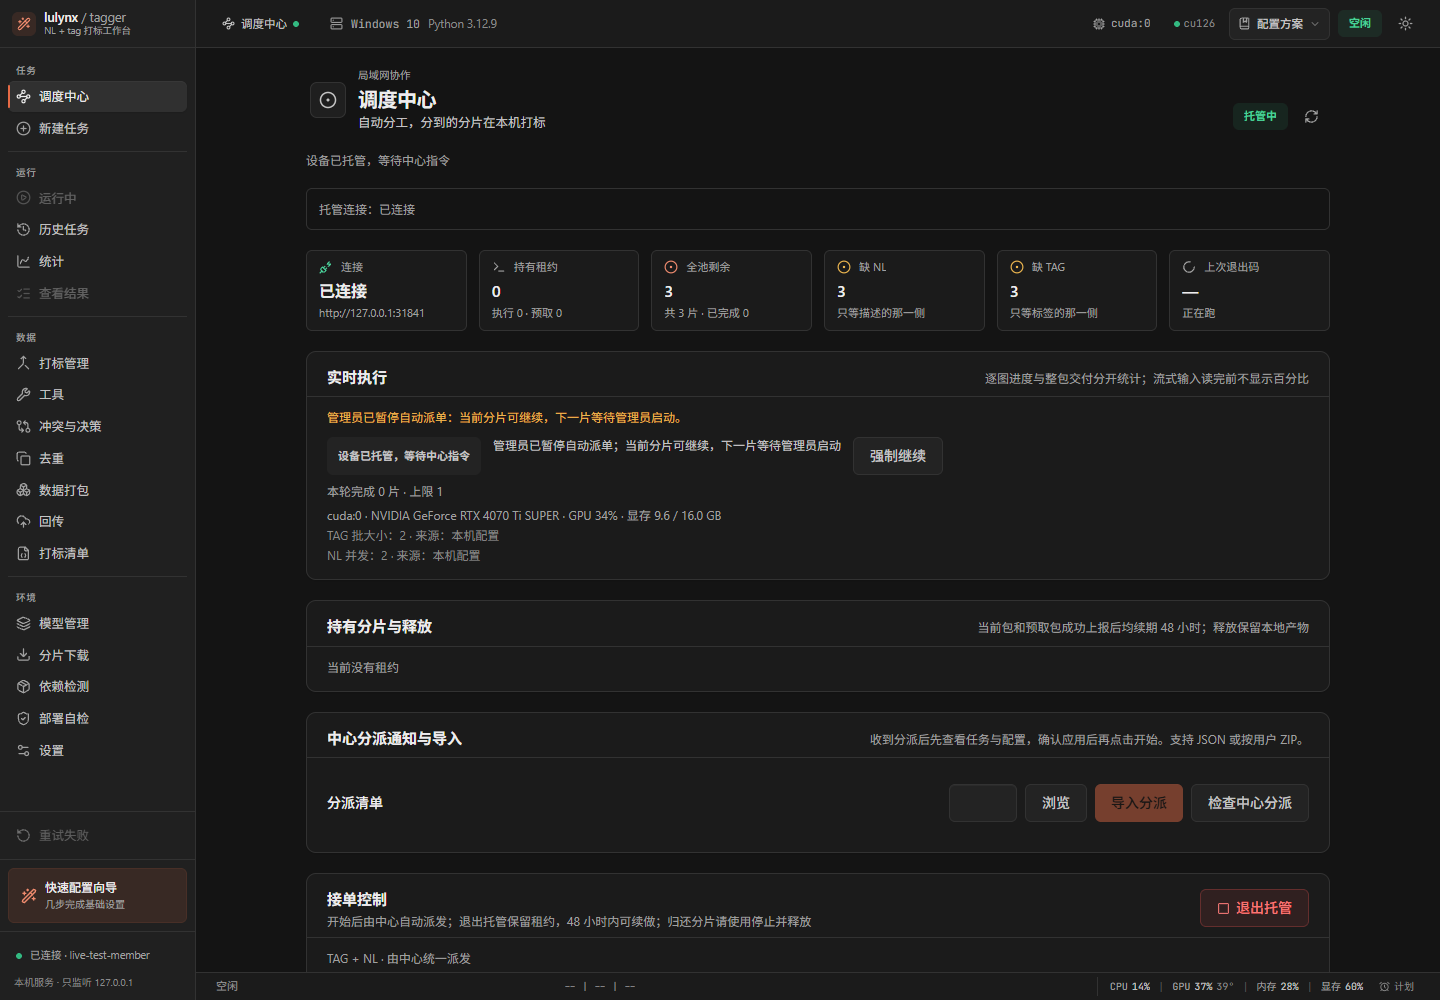 lulynx / tagger
NL + tag 打标工作台
任务
调度中心
新建任务
运行
运行中
历史任务
统计
查看结果
数据
打标管理
工具
冲突与决策
去重
数据打包
回传
打标清单
环境
模型管理
分片下载
依赖检测
部署自检
设置
重试失败
快速配置向导
几步完成基础设置
已连接 · live-test-member
本机服务 · 只监听 127.0.0.1
调度中心
Windows 10 Python 3.12.9
cuda:0
cu126
配置方案
空闲
局域网协作
调度中心
自动分工，分到的分片在本机打标
托管中
设备已托管，等待中心指令
托管连接：已连接
连接
已连接
http://127.0.0.1:31841
持有租约
0
执行 0 · 预取 0
全池剩余
3
共 3 片 · 已完成 0
缺 NL
3
只等描述的那一侧
缺 TAG
3
只等标签的那一侧
上次退出码
—
正在跑
实时执行
逐图进度与整包交付分开统计；流式输入读完前不显示百分比
管理员已暂停自动派单：当前分片可继续，下一片等待管理员启动。
设备已托管，等待中心指令
管理员已暂停自动派单；当前分片可继续，下一片等待管理员启动
强制继续
本轮完成 0 片 · 上限 1
cuda:0 · NVIDIA GeForce RTX 4070 Ti SUPER · GPU 34% · 显存 9.6 / 16.0 GB
TAG 批大小：2 · 来源：本机配置
NL 并发：2 · 来源：本机配置
持有分片与释放
当前包和预取包成功上报后均续期 48 小时；释放保留本地产物
当前没有租约
中心分派通知与导入
收到分派后先查看任务与配置，确认应用后再点击开始。支持 JSON 或按用户 ZIP。
分派清单
浏览
导入分派
检查中心分派
接单控制
开始后由中心自动派发；退出托管保留租约，48 小时内可续做；归还分片请使用停止并释放
退出托管
TAG + NL · 由中心统一派发
空闲
-- | -- | --
CPU 14% | GPU 37% 39° | 内存 28% | 显存 60%
计划